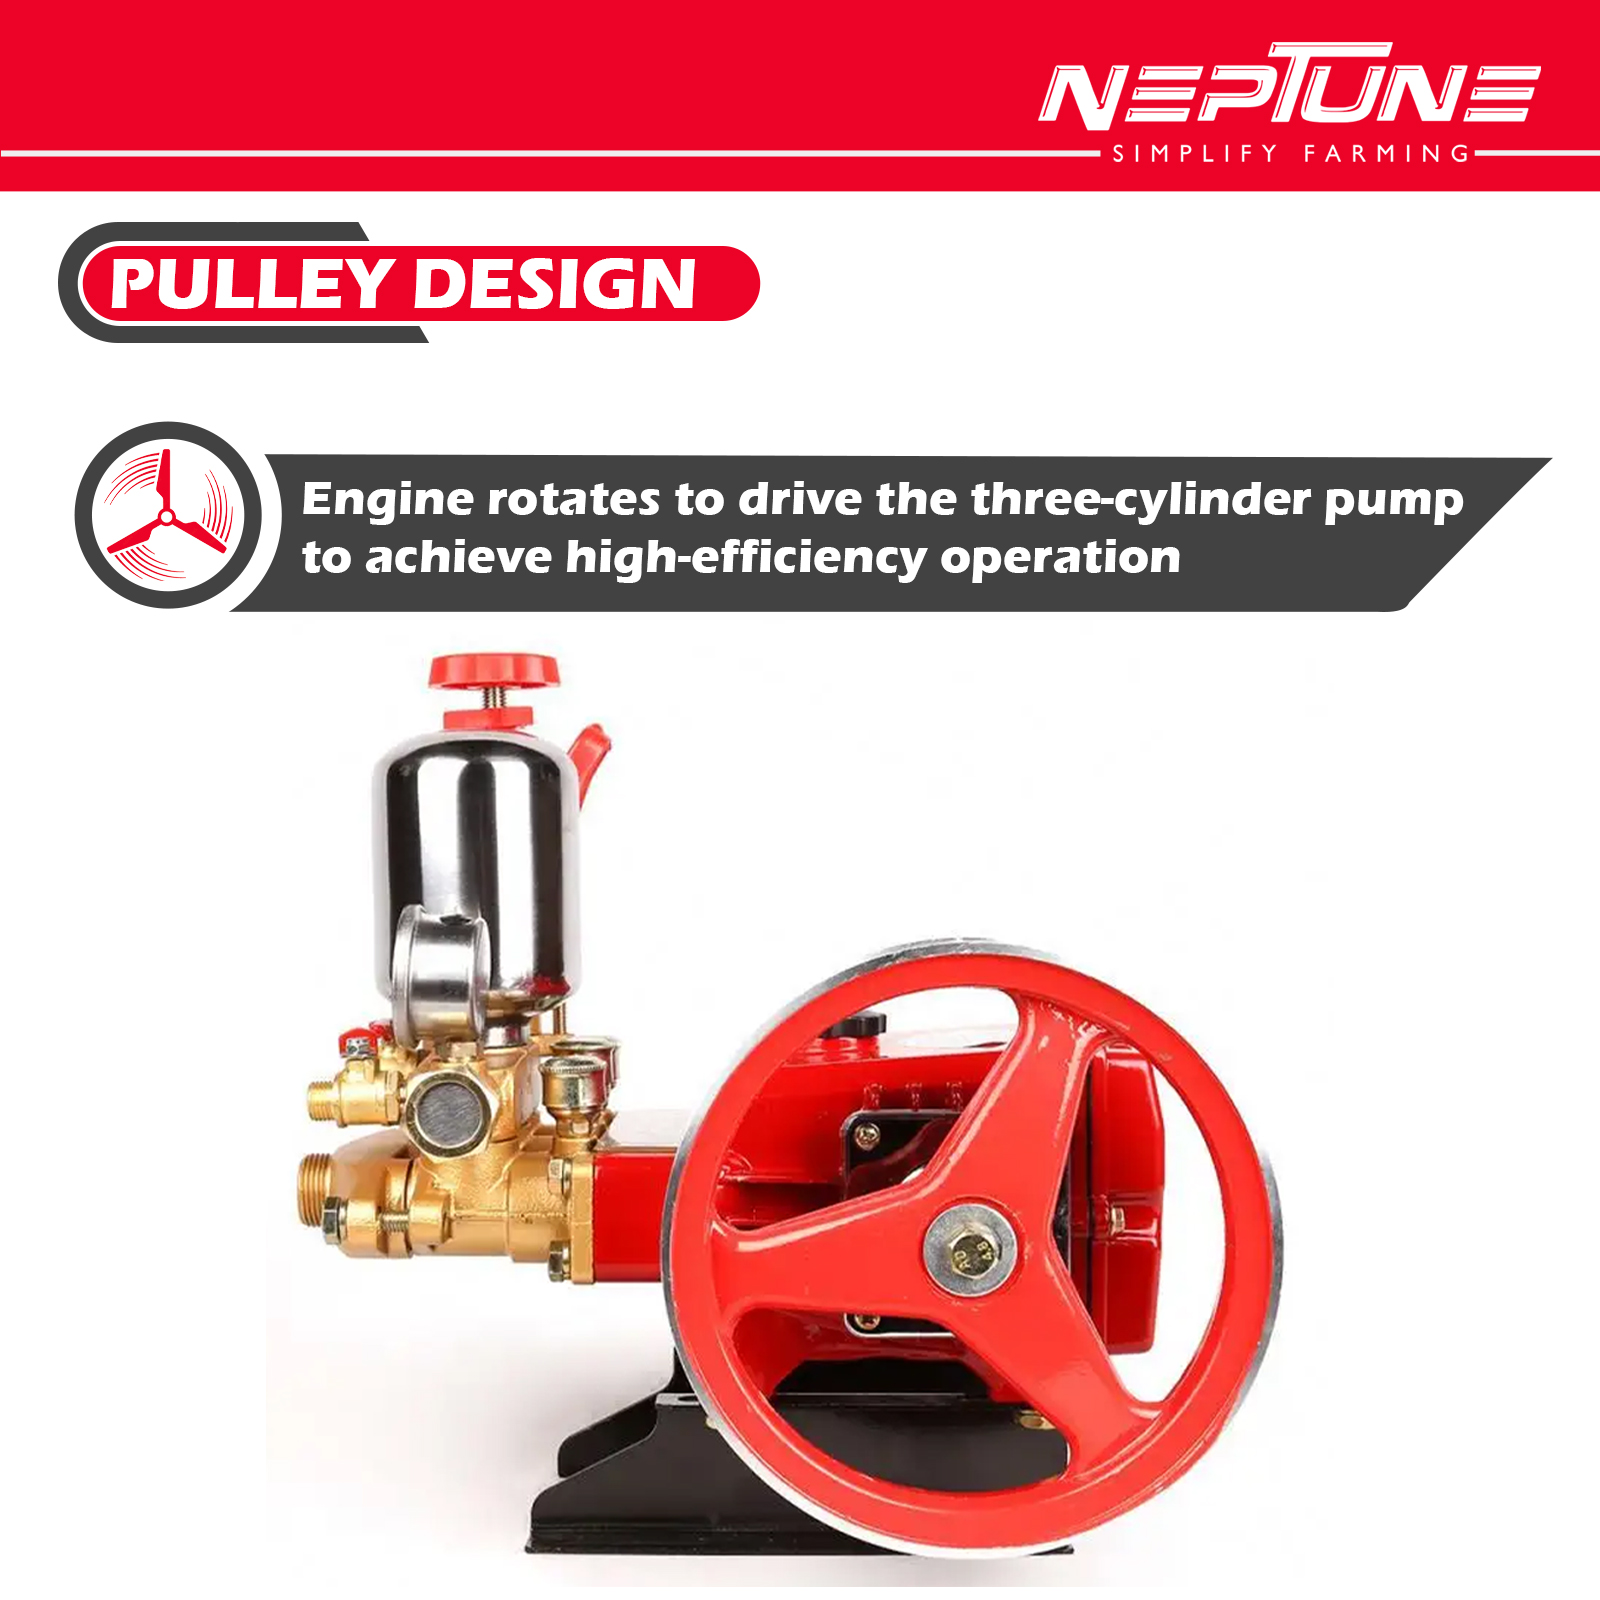 NEPTUNE
SIMPLIFY FARMING
PULLEY DESIGN
Engine rotates to drive the three-cylinder pump
to achieve high-efficiency operation